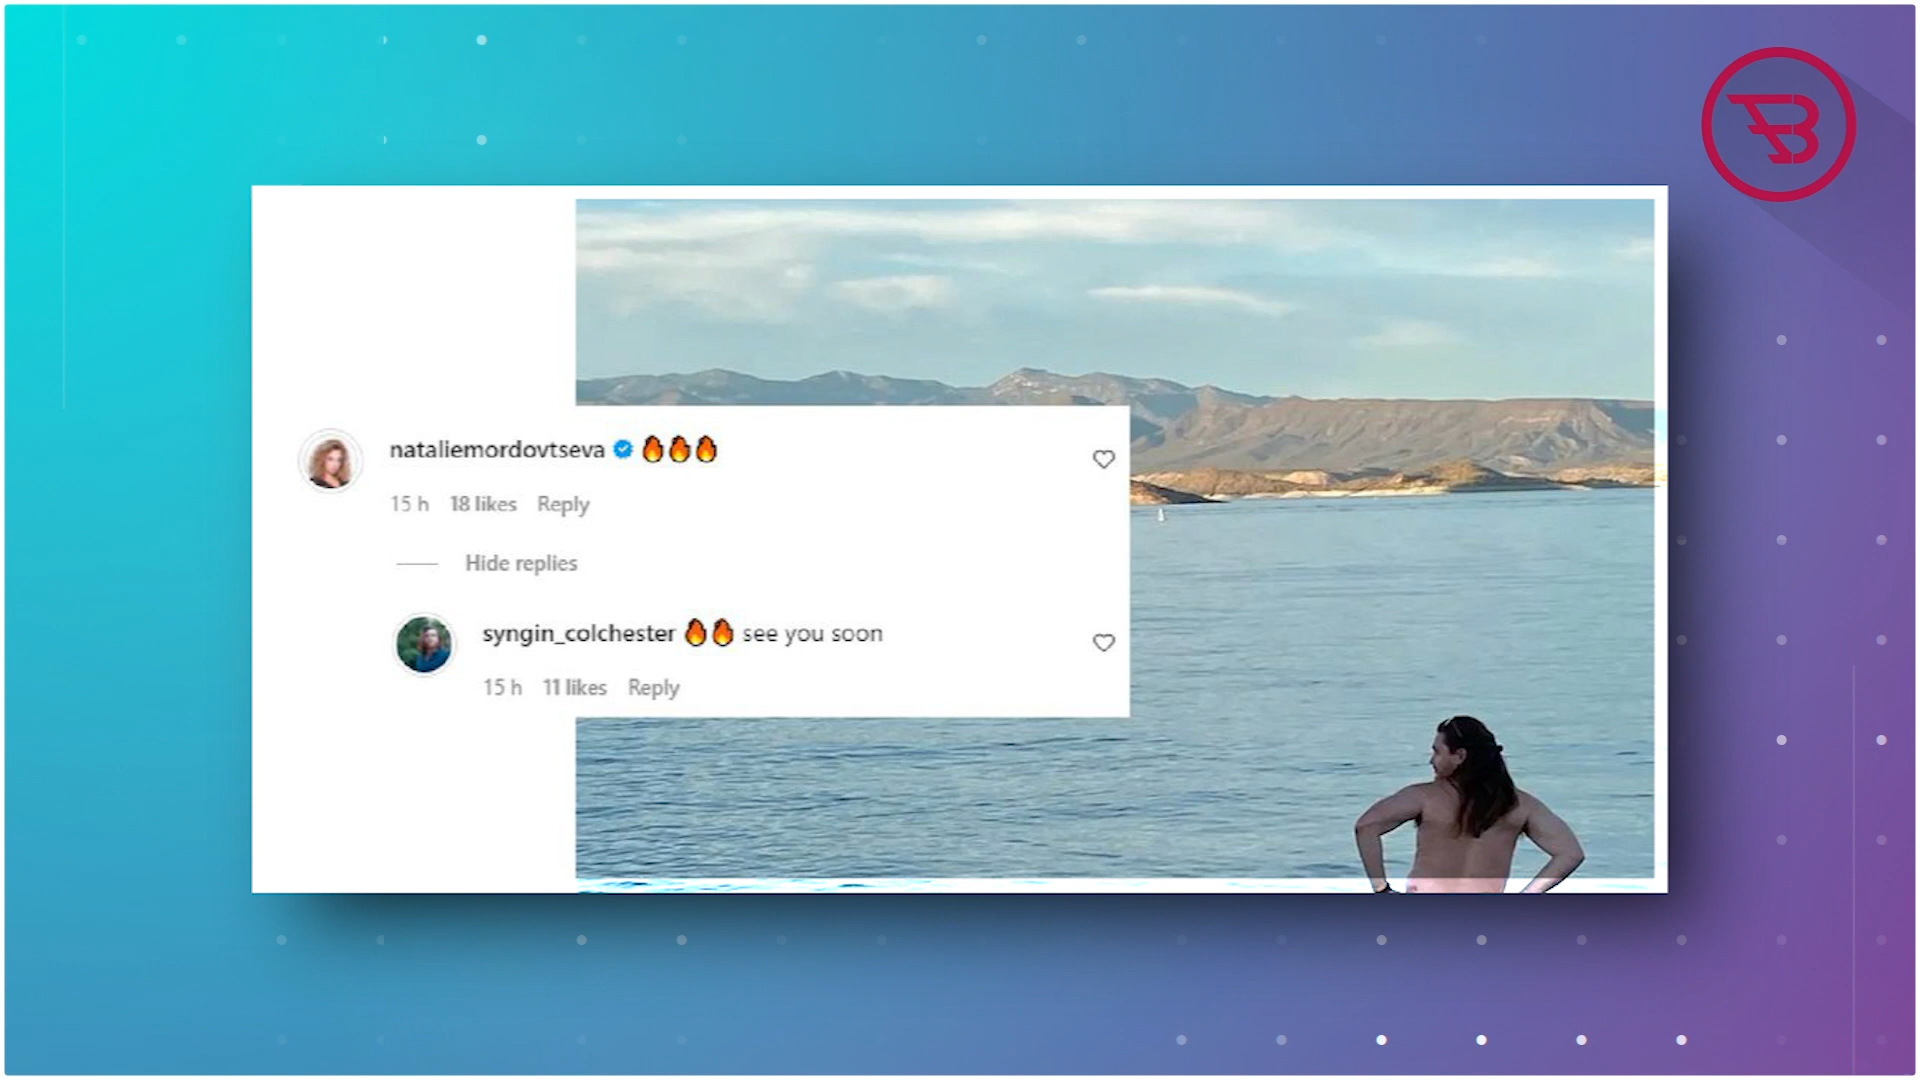 nataliemordovtseva 🔥🔥🔥
15 h 18 likes Reply
Hide replies
syngin_colchester 🔥🔥 see you soon
15 h 11 likes Reply